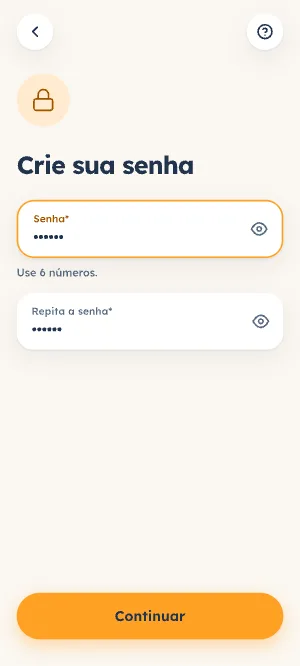 Crie sua senha
Senha*
••••••
Use 6 números.
Repita a senha*
••••••
Continuar